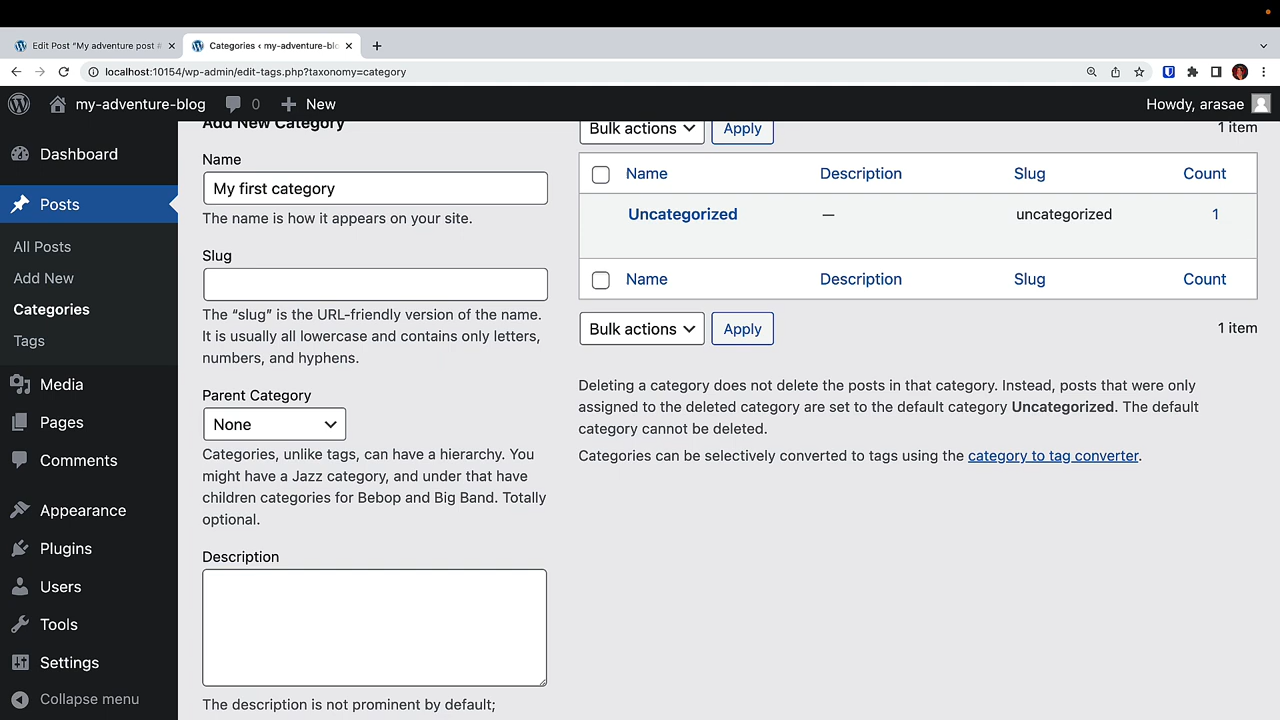 Edit Post “My adventure post #
Categories ‹ my-adventure-blo
localhost:10154/wp-admin/edit-tags.php?taxonomy=category
my-adventure-blog
0
New
Howdy, arasae
Dashboard
Posts
All Posts
Add New
Categories
Tags
Media
Pages
Comments
Appearance
Plugins
Users
Tools
Settings
Collapse menu
Add New Category
Name
My first category
The name is how it appears on your site.
Slug
The “slug” is the URL-friendly version of the name.
It is usually all lowercase and contains only letters,
numbers, and hyphens.
Parent Category
None
Categories, unlike tags, can have a hierarchy. You
might have a Jazz category, and under that have
children categories for Bebop and Big Band. Totally
optional.
Description
The description is not prominent by default;
Bulk actions
Apply
1 item
Name Description Slug Count
Uncategorized — uncategorized 1
Name Description Slug Count
Bulk actions
Apply
1 item
Deleting a category does not delete the posts in that category. Instead, posts that were only
assigned to the deleted category are set to the default category Uncategorized. The default
category cannot be deleted.
Categories can be selectively converted to tags using the category to tag converter.